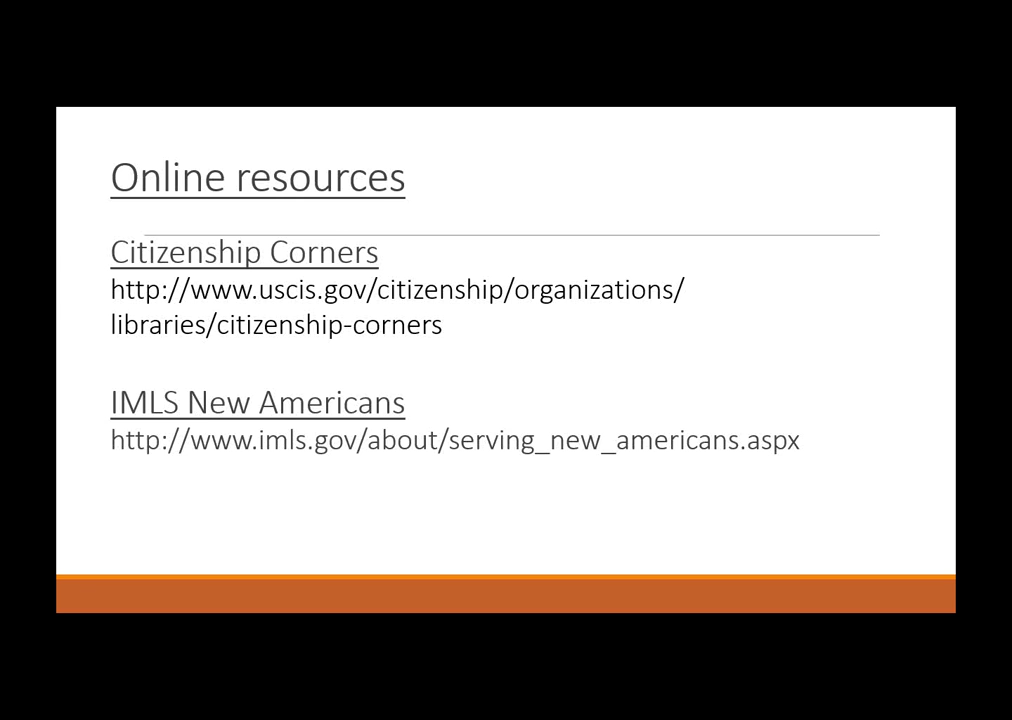 Online resources
Citizenship Corners
http://www.uscis.gov/citizenship/organizations/
libraries/citizenship-corners
IMLS New Americans
http://www.imls.gov/about/serving_new_americans.aspx